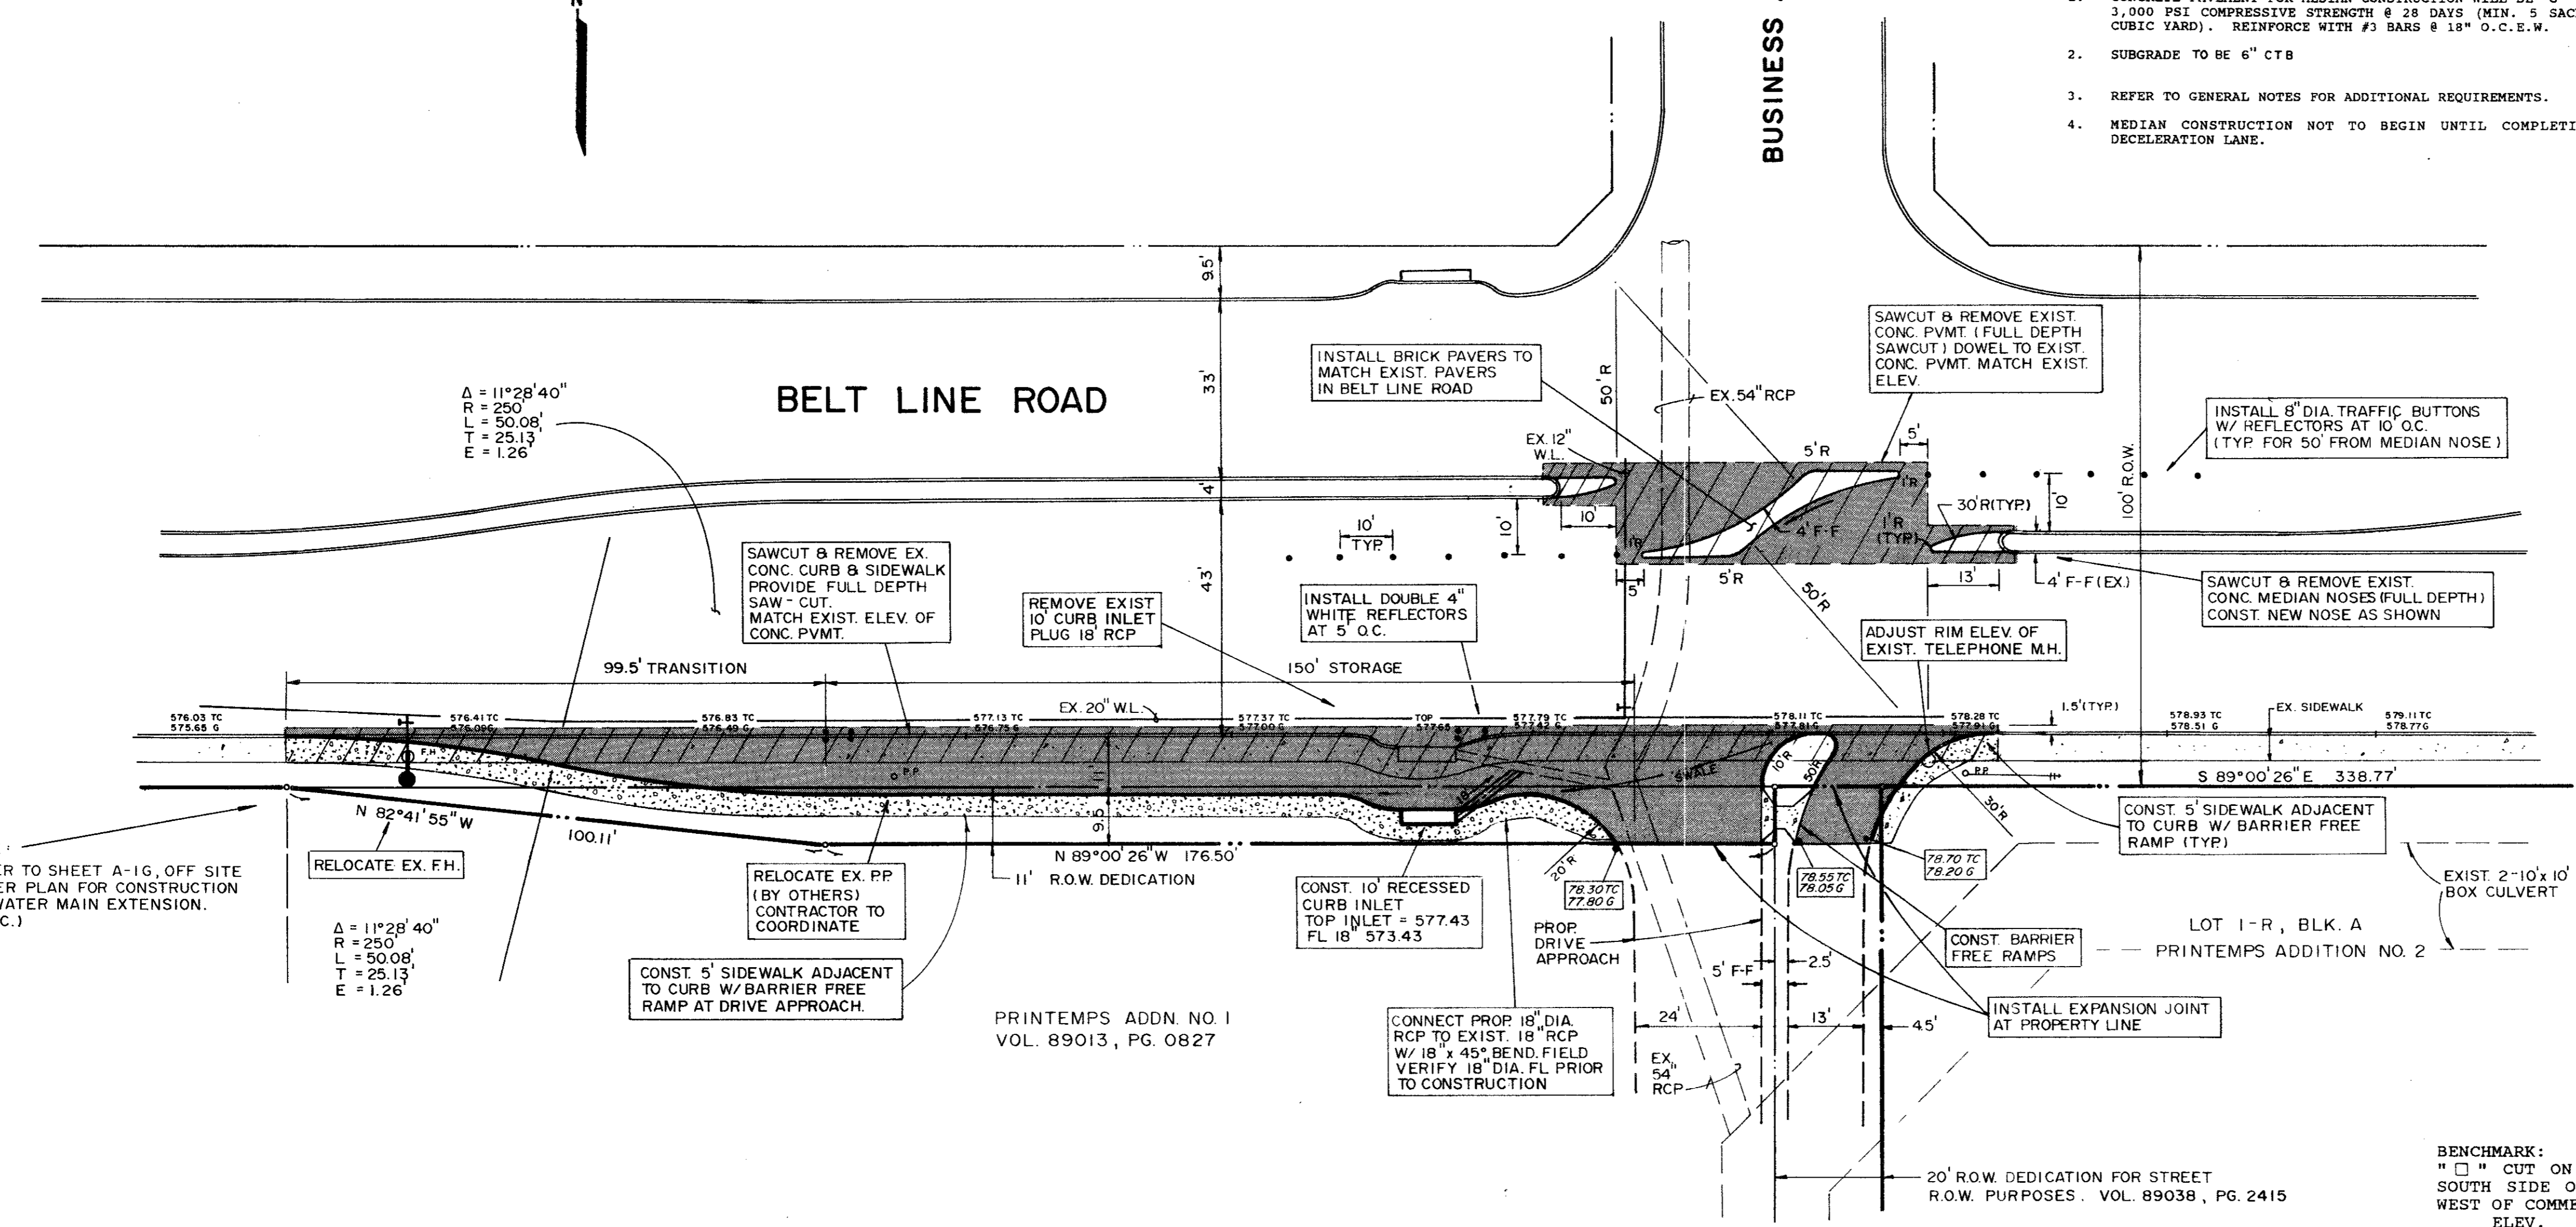 BUSINESS
3,000 PSI COMPRESSIVE STRENGTH @ 28 DAYS (MIN. 5
CUBIC YARD). REINFORCE WITH #3 BARS @ 18" O.C.E.W.
2. SUBGRADE TO BE 6" CTB
3. REFER TO GENERAL NOTES FOR ADDITIONAL REQUIREMENTS.
4. MEDIAN CONSTRUCTION NOT TO BEGIN UNTIL
DECELERATION LANE.
9.5'
33'
4'
43'
BELT LINE ROAD
Δ = 11°28'40"
R = 250'
L = 50.08'
T = 25.13'
E = 1.26'
INSTALL BRICK PAVERS TO
MATCH EXIST. PAVERS
IN BELT LINE ROAD
50'R
EX. 54" RCP
SAWCUT & REMOVE EXIST.
CONC. PVMT. (FULL DEPTH
SAWCUT) DOWEL TO EXIST.
CONC. PVMT. MATCH EXIST.
ELEV.
INSTALL 8" DIA. TRAFFIC BUTTONS
W/ REFLECTORS AT 10' O.C.
(TYP. FOR 50' FROM MEDIAN NOSE)
100' R.O.W.
EX. 12"
W.L.
5'R
5'
1'R
30'R(TYP.)
10'
10'
10'
10'
TYP.
4' F-F
1'R
(TYP.)
1'R
5'
5'R
50'R
13'
4' F-F (EX.)
SAWCUT & REMOVE EXIST.
CONC. MEDIAN NOSES (FULL DEPTH)
CONST. NEW NOSE AS SHOWN
SAWCUT & REMOVE EX.
CONC. CURB & SIDEWALK
PROVIDE FULL DEPTH
SAW-CUT.
MATCH EXIST. ELEV. OF
CONC. PVMT.
REMOVE EXIST
10' CURB INLET
PLUG 18' RCP
INSTALL DOUBLE 4"
WHITE REFLECTORS
AT 5' O.C.
ADJUST RIM ELEV. OF
EXIST. TELEPHONE M.H.
99.5' TRANSITION
150' STORAGE
EX. 20" W.L.
576.03 TC
575.65 G
576.41 TC
576.09G
576.83 TC
576.49 G
577.13 TC
576.75 G
577.37 TC
577.00 G
TOP
577.65
577.79 TC
577.42 G
578.11 TC
577.81G
578.28 TC
577.91 G
1.5'(TYP.)
578.93 TC
578.51 G
EX. SIDEWALK
579.11 TC
578.77G
F.H.
P.P.
11'
9.5
18"
SWALE
10'R
50'R
P.P.
30'R
S 89°00'26"E 338.77'
N 82°41'55"W
100.11'
N 89°00'26"W 176.50'
11' R.O.W. DEDICATION
20'R
RELOCATE EX. F.H.
SHEET A-1G, OFF SITE
PLAN FOR CONSTRUCTION
WATER MAIN EXTENSION.
RELOCATE EX. P.P.
(BY OTHERS)
CONTRACTOR TO
COORDINATE
CONST. 10' RECESSED
CURB INLET
TOP INLET = 577.43
FL 18" 573.43
78.30 TC
77.80 G
78.55 TC
78.05 G
78.70 TC
78.20 G
CONST. 5' SIDEWALK ADJACENT
TO CURB W/ BARRIER FREE
RAMP (TYP)
EXIST. 2-10'x 10'
BOX CULVERT
LOT 1-R, BLK. A
PRINTEMPS ADDITION NO. 2
Δ = 11°28'40"
R = 250'
L = 50.08'
T = 25.13'
E = 1.26'
CONST. 5' SIDEWALK ADJACENT
TO CURB W/ BARRIER FREE
RAMP AT DRIVE APPROACH.
PROP.
DRIVE
APPROACH
CONST. BARRIER
FREE RAMPS
5' F-F
2.5'
PRINTEMPS ADDN. NO. 1
VOL. 89013, PG. 0827
CONNECT PROP. 18" DIA.
RCP TO EXIST. 18" RCP
W/ 18" x 45° BEND. FIELD
VERIFY 18" DIA. FL PRIOR
TO CONSTRUCTION
24'
13'
4.5'
INSTALL EXPANSION JOINT
AT PROPERTY LINE
EX.
54"
RCP
20' R.O.W. DEDICATION FOR STREET
R.O.W. PURPOSES. VOL. 89038, PG. 2415
BENCHMARK:
"□" CUT ON
SOUTH SIDE
WEST OF
ELEV.